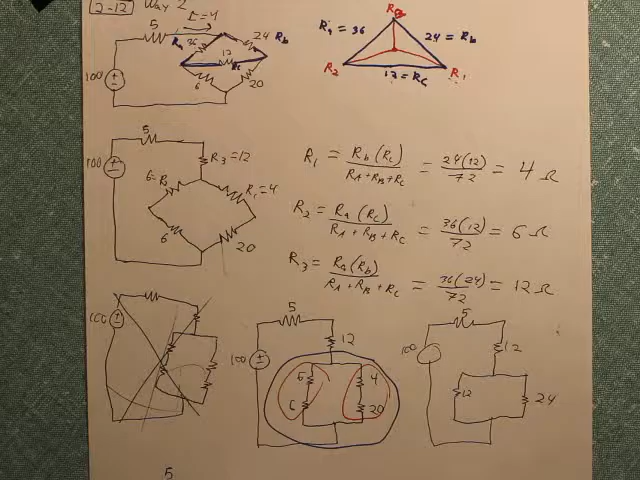 2-12 Way 2
5
I=4
24 Rb
Ra 36
12
Rc
100
6
20
Ra = 36
R3
24 = Rb
R2
12 = Rc
R1
5
100
R3 = 12
6 = R2
R1 = 4
6
20
R1 = Rb (Rc) / RA + RB + RC = 24(12) / 72 = 4 Ω
R2 = Ra (Rc) / RA + RB + RC = 36(12) / 72 = 6 Ω
R3 = Ra (Rb) / RA + RB + RC = 36(24) / 72 = 12 Ω
100
5
12
100
6
4
6
20
5
100
12
12
24
5